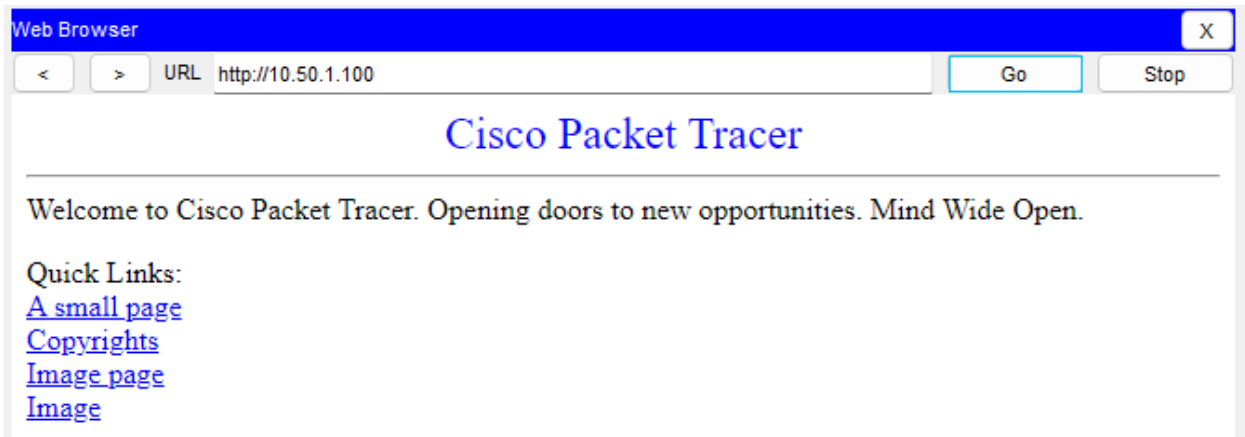 Web Browser X
< > URL http://10.50.1.100 Go Stop
Cisco Packet Tracer
Welcome to Cisco Packet Tracer. Opening doors to new opportunities. Mind Wide Open.
Quick Links:
A small page
Copyrights
Image page
Image